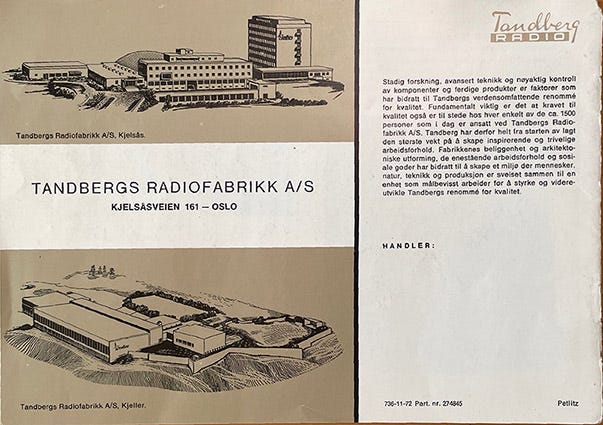 Tandbergs Radiofabrikk A/S, Kjelsås.
TANDBERGS RADIOFABRIKK A/S
KJELSÅSVEIEN 161 – OSLO
Tandbergs Radiofabrikk A/S, Kjeller.
Tandberg
RADIO
Stadig forskning, avansert teknikk og nøyaktig kontroll
av komponenter og ferdige produkter er faktorer som
har bidratt til Tandbergs verdensomfattende renommé
for kvalitet. Fundamentalt viktig er det at kravet til
kvalitet også er til stede hos hver enkelt av de ca. 1500
personer som i dag er ansatt ved Tandbergs Radio-
fabrikk A/S. Tandberg har derfor helt fra starten av lagt
den største vekt på å skape inspirerende og trivelige
arbeidsforhold. Fabrikkenes beliggenhet og arkitekto-
niske utforming, de enestående arbeidsforhold og sosi-
ale goder har bidratt til å skape et miljø der mennesker,
natur, teknikk og produksjon er sveiset sammen til en
enhet som målbevisst arbeider for å styrke og videre-
utvikle Tandbergs renommé for kvalitet.
HANDLER:
736-11-72 Part. nr. 274845
Petlitz